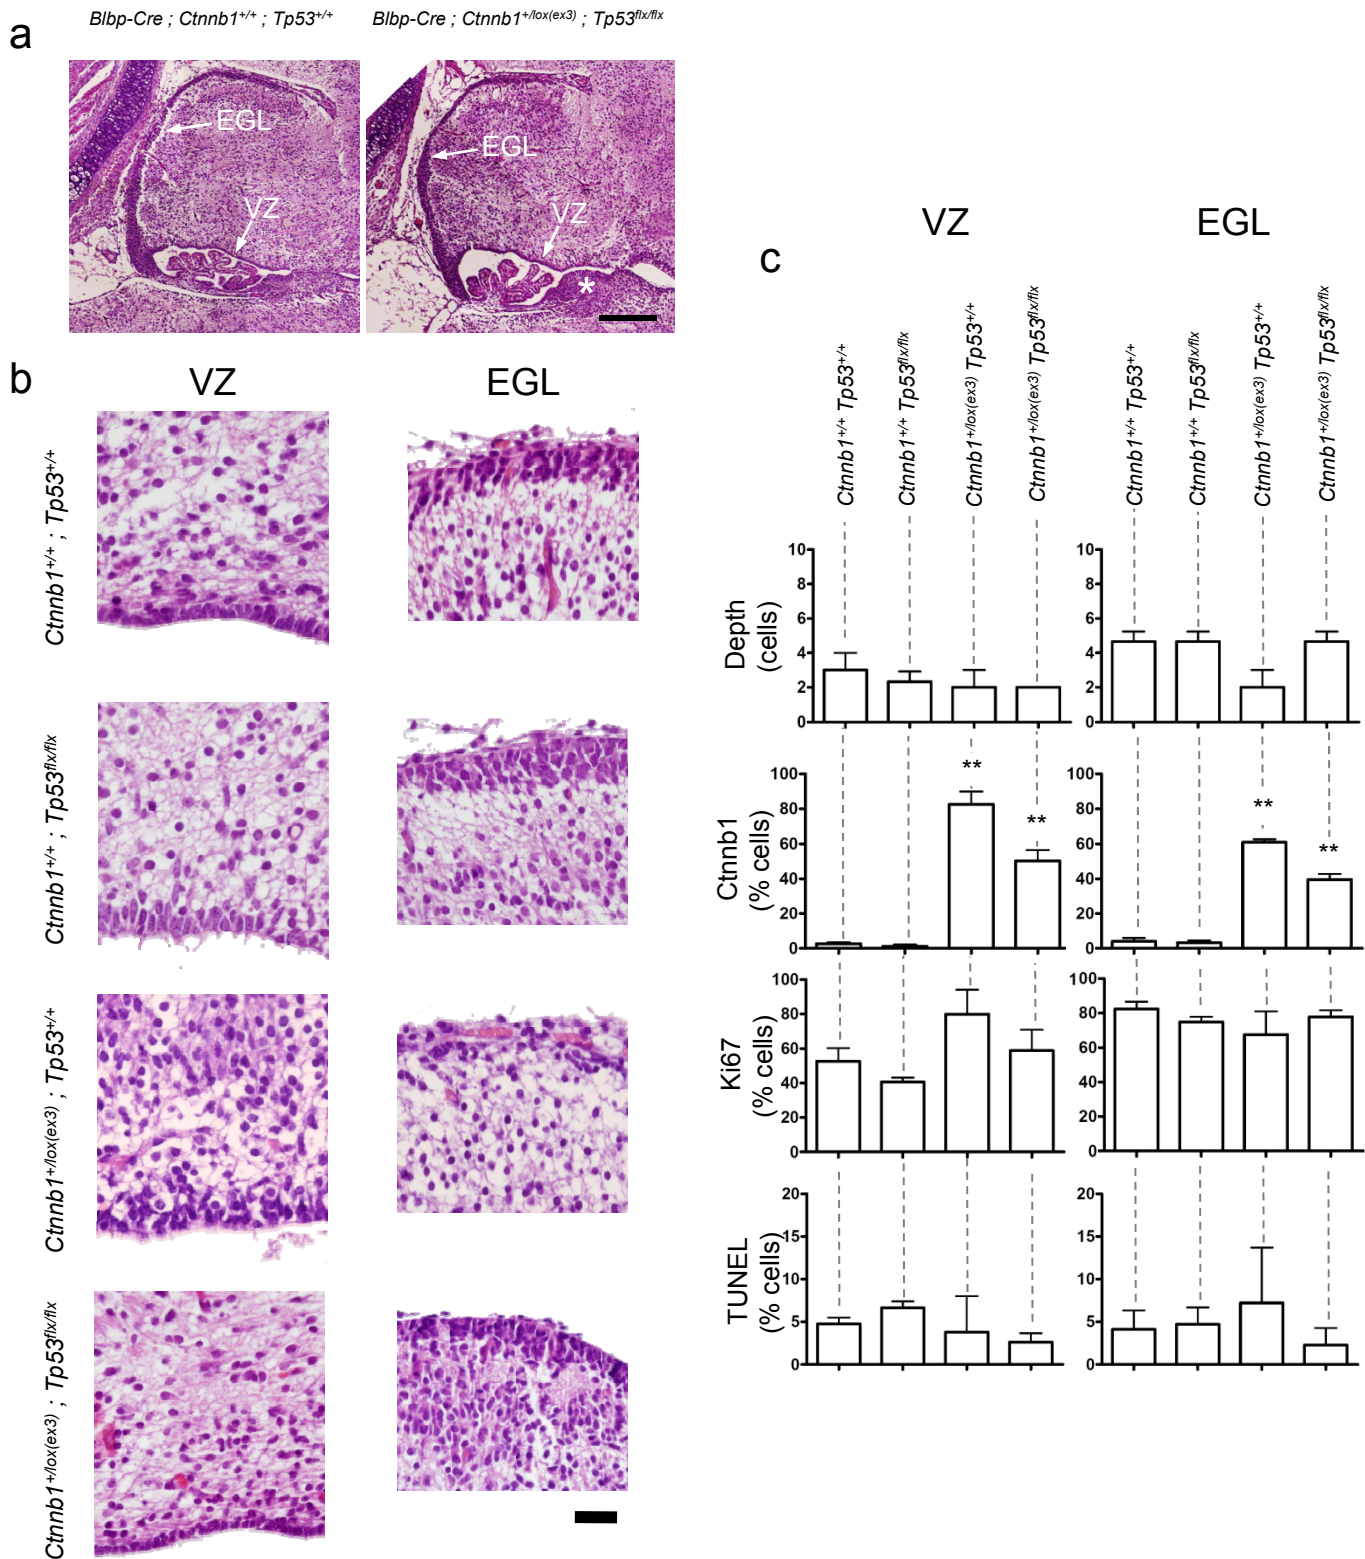 a
Blbp-Cre ; Ctnnb1+/+ ; Tp53+/+
Blbp-Cre ; Ctnnb1+/lox(ex3) ; Tp53flx/flx
EGL
VZ
EGL
VZ
*
b
VZ
EGL
Ctnnb1+/+ ; Tp53+/+
Ctnnb1+/+ ; Tp53flx/flx
Ctnnb1+/lox(ex3) ; Tp53+/+
Ctnnb1+/lox(ex3) ; Tp53flx/flx
c
VZ
EGL
Ctnnb1+/+ Tp53+/+
Ctnnb1+/+ Tp53flx/flx
Ctnnb1+/lox(ex3) Tp53+/+
Ctnnb1+/lox(ex3) Tp53flx/flx
Ctnnb1+/+ Tp53+/+
Ctnnb1+/+ Tp53flx/flx
Ctnnb1+/lox(ex3) Tp53+/+
Ctnnb1+/lox(ex3) Tp53flx/flx
Depth
(cells)
10
8
6
4
2
0
10
8
6
4
2
0
Ctnnb1
(% cells)
100
80
60
40
20
0
**
**
100
80
60
40
20
0
**
**
Ki67
(% cells)
100
80
60
40
20
0
100
80
60
40
20
0
TUNEL
(% cells)
20
15
10
5
0
20
15
10
5
0